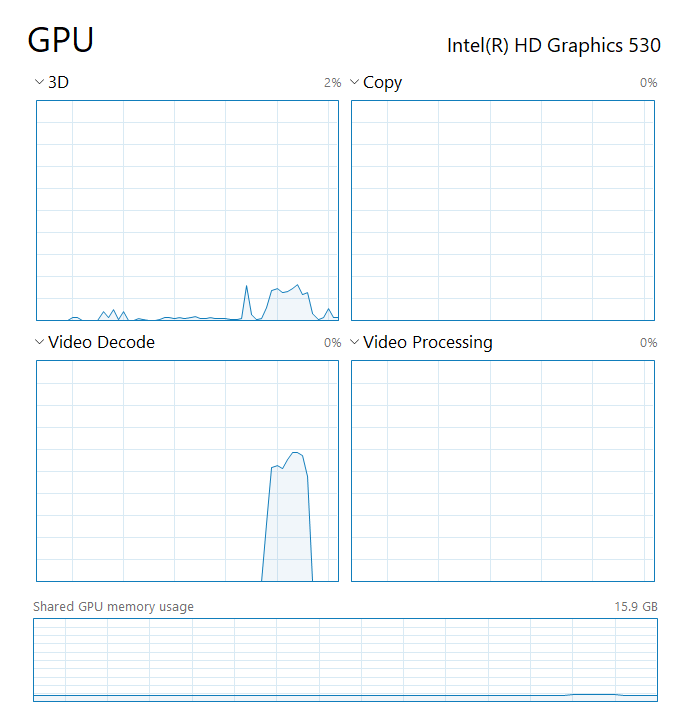 GPU
Intel(R) HD Graphics 530
3D 2%
Copy 0%
Video Decode 0%
Video Processing 0%
Shared GPU memory usage 15.9 GB